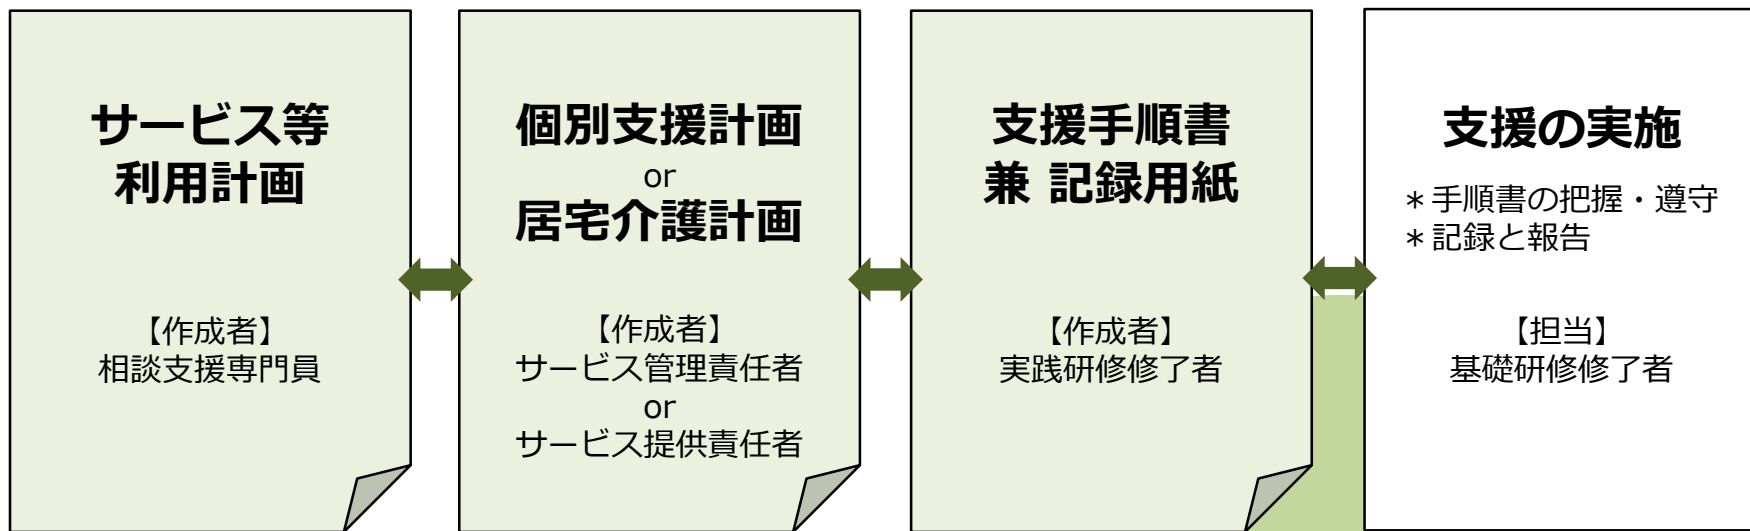 サービス等
利用計画
【作成者】
相談支援専門員
個別支援計画
or
居宅介護計画
【作成者】
サービス管理責任者
or
サービス提供責任者
支援手順書
兼 記録用紙
【作成者】
実践研修修了者
支援の実施
＊手順書の把握・遵守
＊記録と報告
【担当】
基礎研修修了者